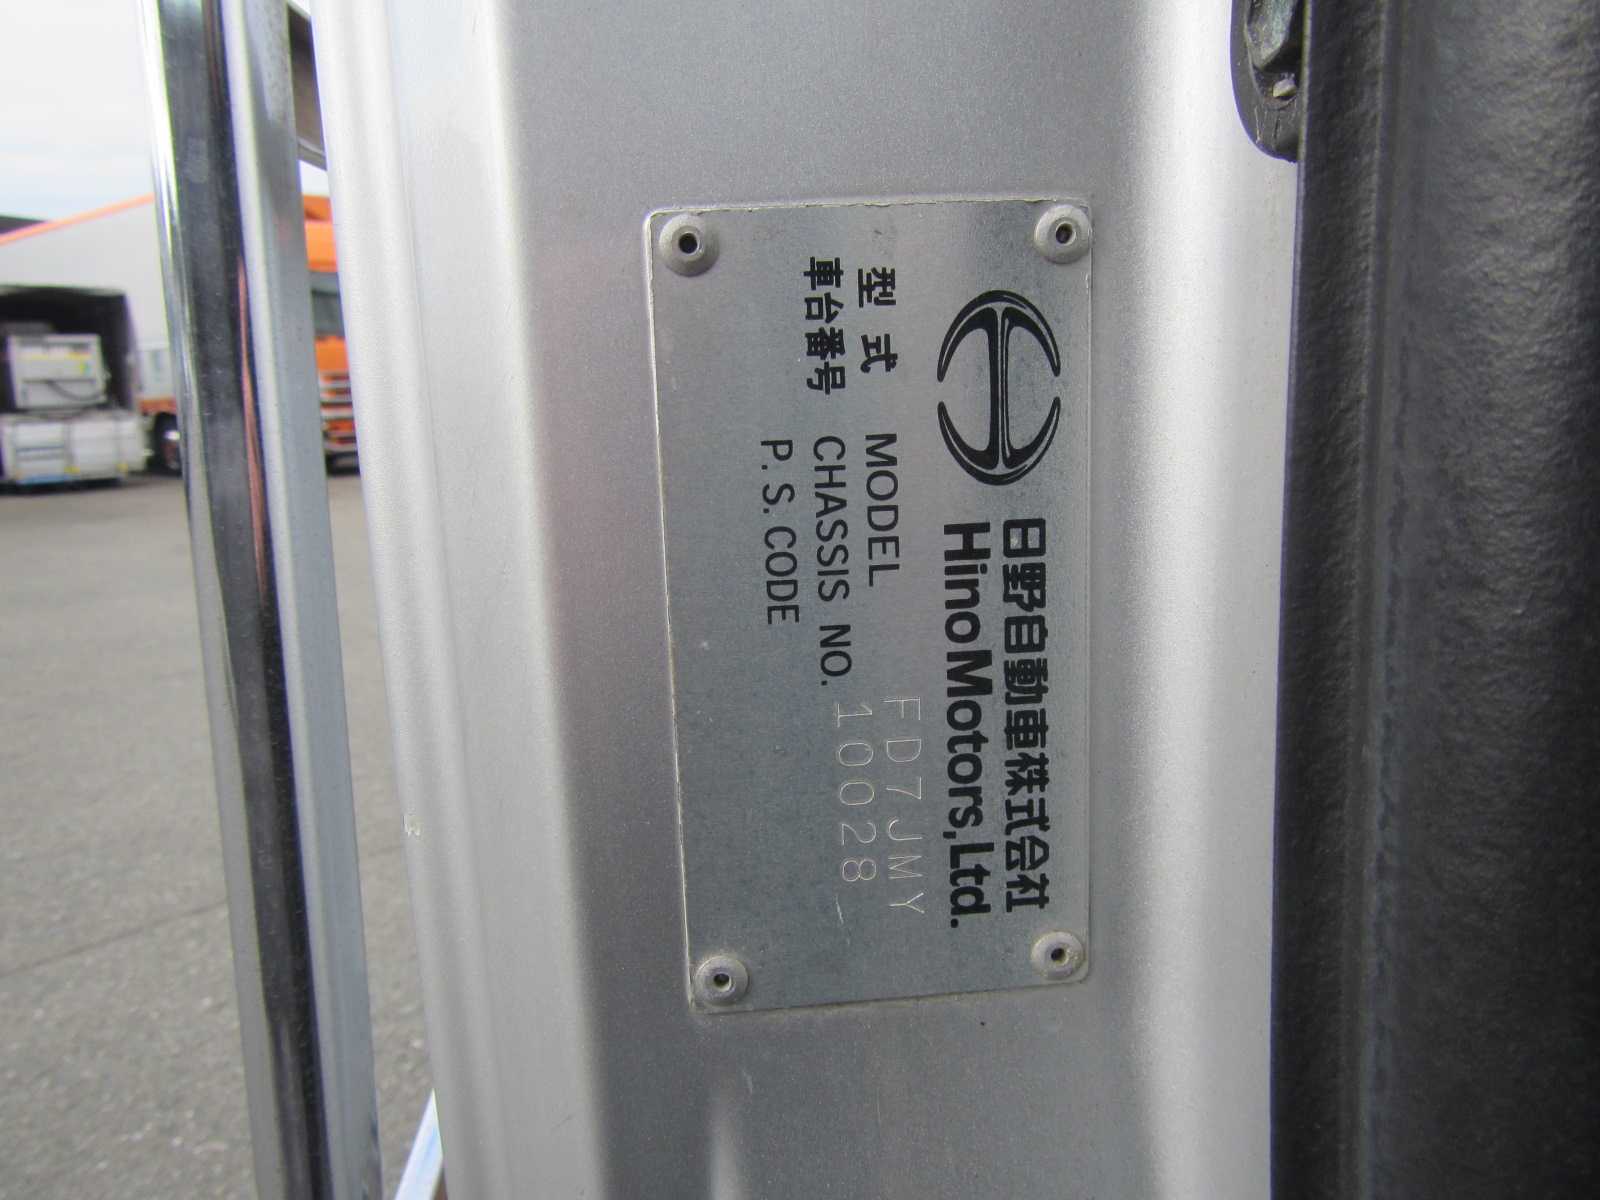 日野自動車株式会社
Hino Motors, Ltd.
型式 MODEL FD7JMY
車台番号 CHASSIS NO. 10028
P. S. CODE